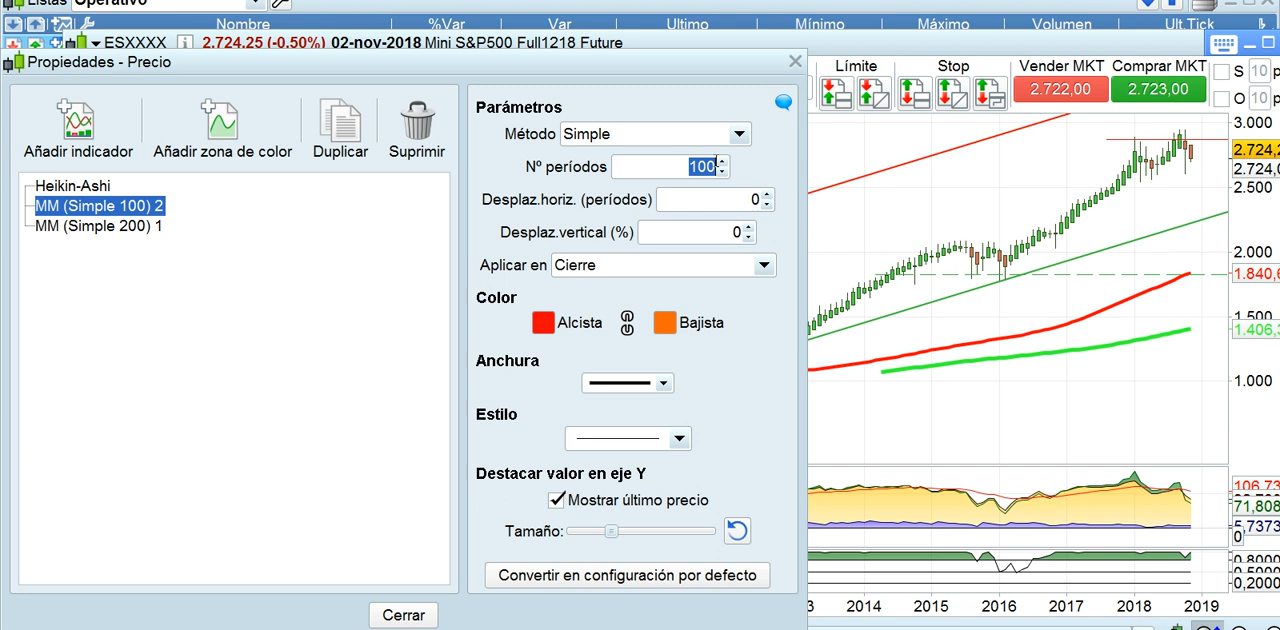 Listas Operativo
Nombre %Var Var Ultimo Mínimo Máximo Volumen Ult.Tick
ESXXXX 2.724,25 (-0,50%) 02-nov-2018 Mini S&P500 Full1218 Future
Propiedades - Precio
Límite Stop Vender MKT Comprar MKT S 10
2.722,00 2.723,00
O 10
Añadir indicador Añadir zona de color Duplicar Suprimir
Heikin-Ashi
MM (Simple 100) 2
MM (Simple 200) 1
Parámetros
Método Simple
Nº períodos 100
Desplaz.horiz. (períodos) 0
Desplaz.vertical (%) 0
Aplicar en Cierre
Color
Alcista Bajista
Anchura
Estilo
Destacar valor en eje Y
Mostrar último precio
Tamaño:
Convertir en configuración por defecto
Cerrar
3.000
2.724,2
2.724,0
2.500
2.000
1.840,6
1.500
1.406,3
1.000
106.73
71,808
5,7373
0
0,8000
0,5000
0,2000
3 2014 2015 2016 2017 2018 2019